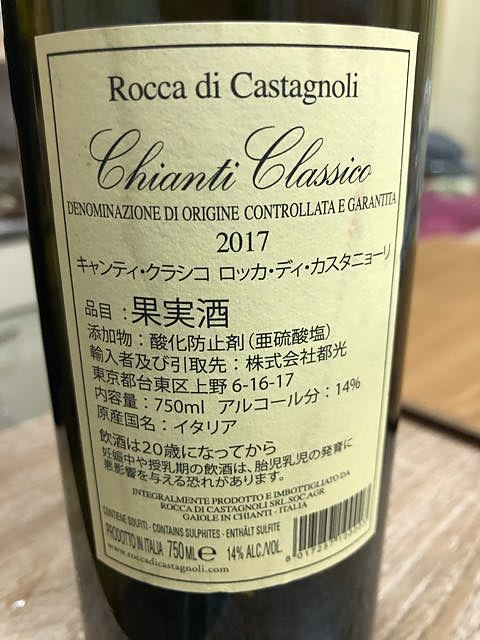 Rocca di Castagnoli
Chianti Classico
DENOMINAZIONE DI ORIGINE CONTROLLATA E GARANTITA
2017
キャンティ・クラシコ ロッカ・ディ・カスタニョーリ
品目：果実酒
添加物：酸化防止剤（亜硫酸塩）
輸入者及び引取先：株式会社都光
東京都台東区上野 6-16-17
内容量：750ml アルコール分：14%
原産国名：イタリア
飲酒は20歳になってから
妊娠中や授乳期の飲酒は、胎児乳児の発育に
悪影響を与える恐れがあります。
INTEGRALMENTE PRODOTTO E IMBOTTIGLIATO DA
ROCCA DI CASTAGNOLI SRL SOC AGR
GAIOLE IN CHIANTI - ITALIA
CONTIENE SOLFITI - CONTAINS SULPHITES - ENTHÄLT SULFITE
PRODOTTO IN ITALIA 750 ML e 14% ALC./VOL.
www.roccadicastagnoli.com